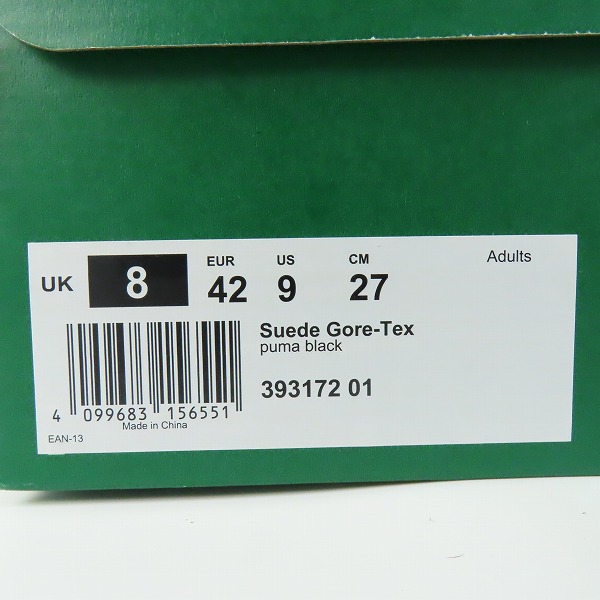 EUR US CM Adults
UK 8 42 9 27
Suede Gore-Tex
puma black
393172 01
4 099683 156551
Made in China
EAN-13